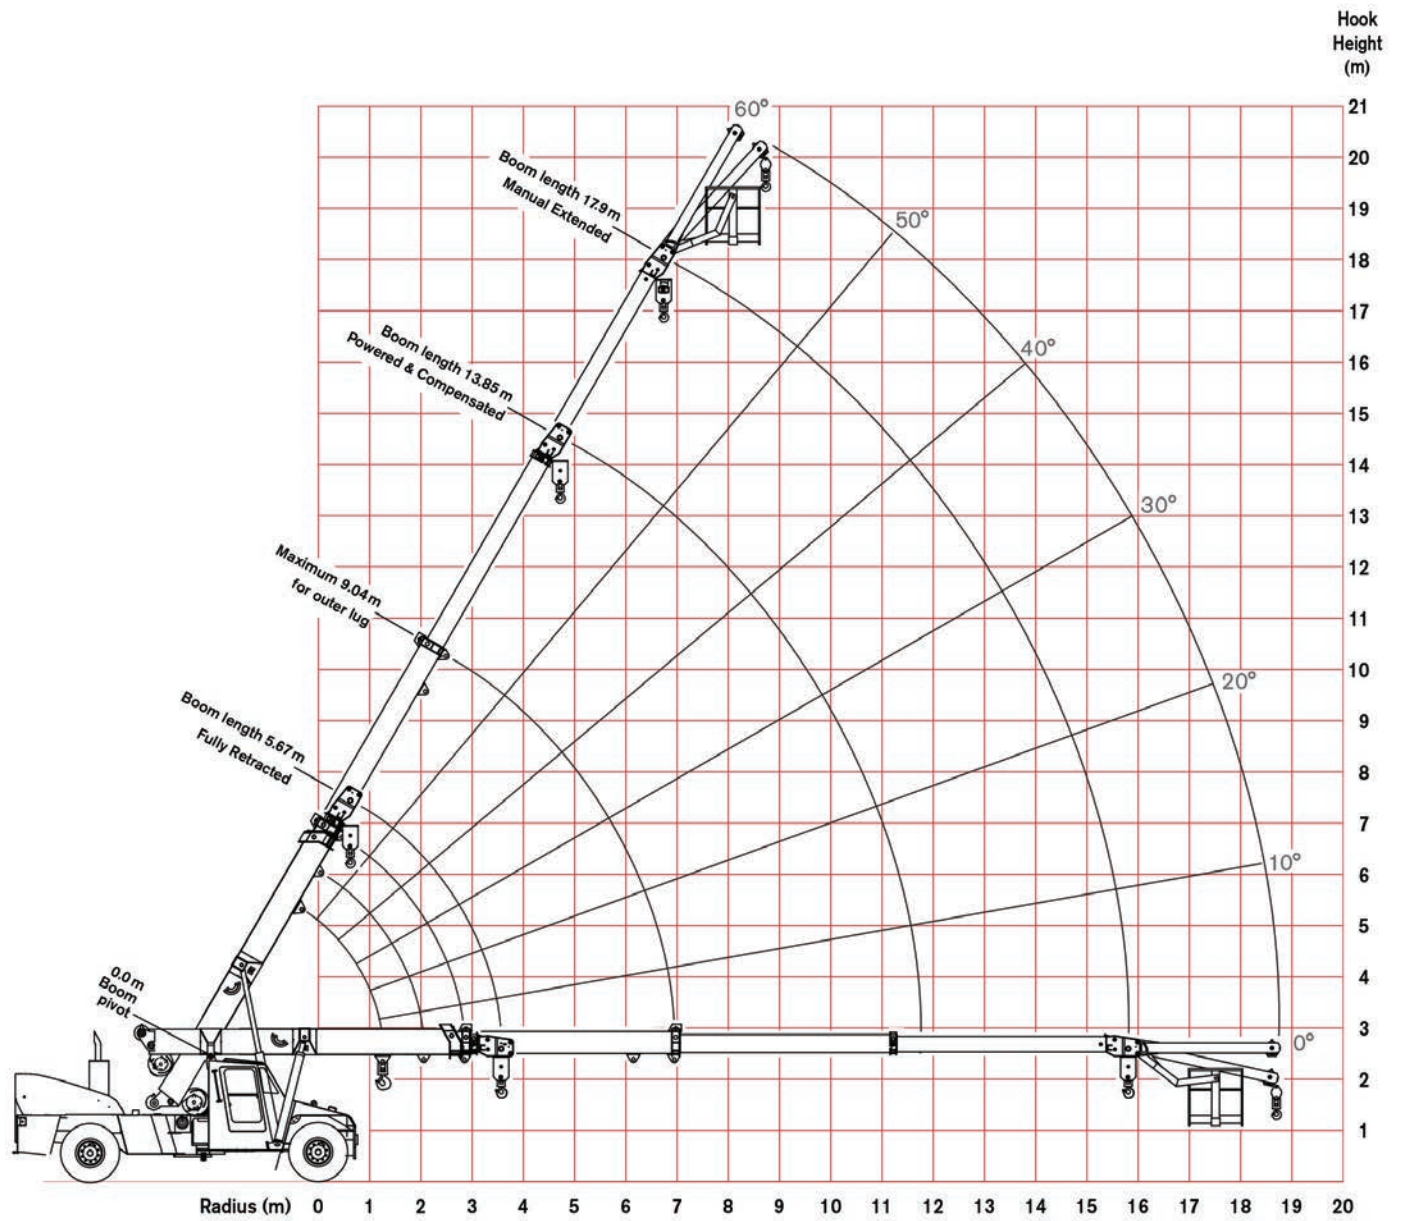 Hook
Height
(m)
21
60°
Boom length 17.9 m
Manual Extended
20
19
50°
18
17
Boom length 13.85 m
Powered & Compensated
16
40°
15
14
13
30°
Maximum 9.04 m
for outer lug
12
11
10
20°
Boom length 5.67 m
Fully Retracted
9
8
7
6
10°
5
0.0 m
Boom
pivot
4
3
0°
2
1
Radius (m) 0 1 2 3 4 5 6 7 8 9 10 11 12 13 14 15 16 17 18 19 20